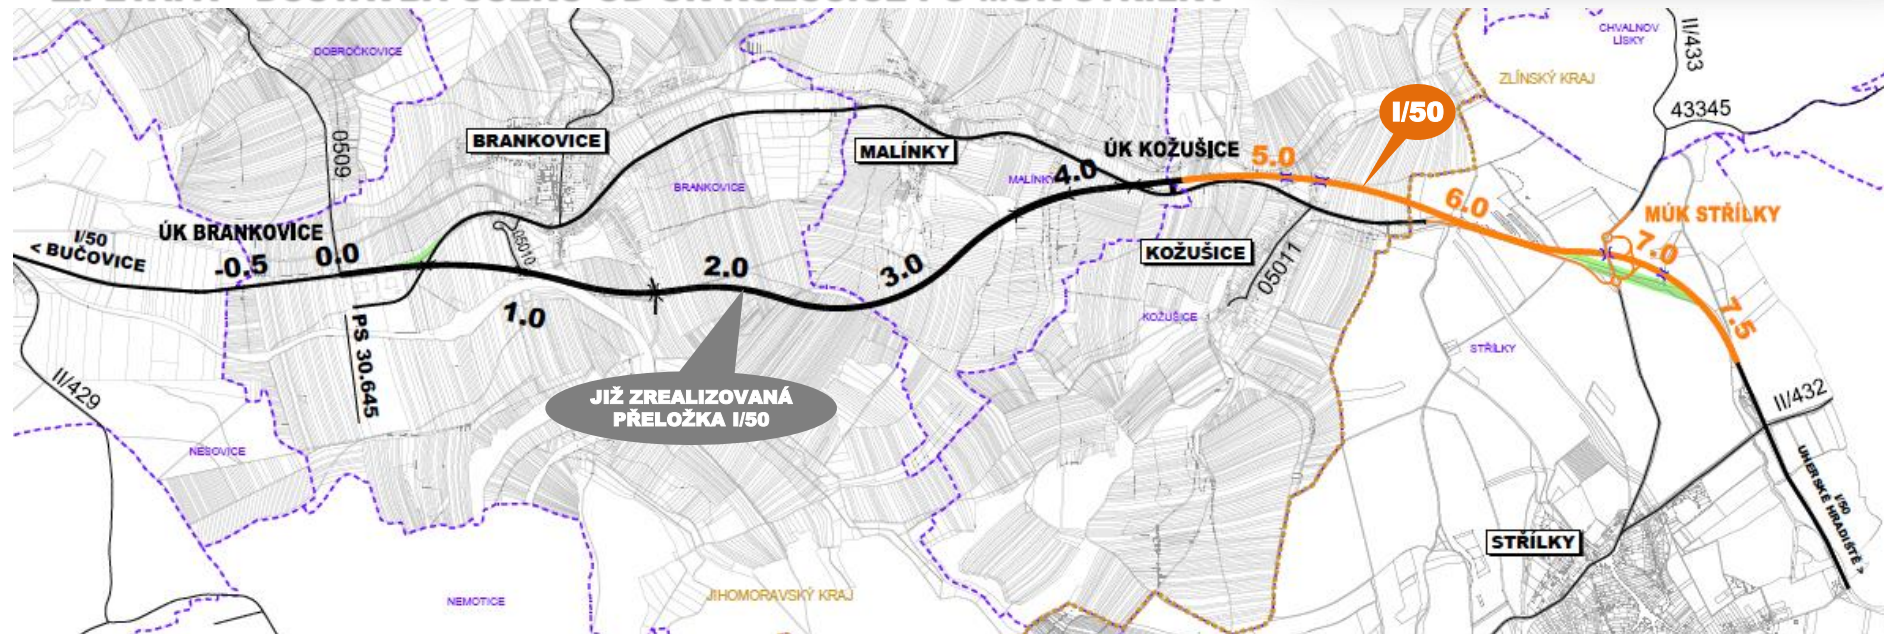 DOBROČKOVICE
CHVALNOV
LÍSKY
II/433
ZLÍNSKÝ KRAJ
43345
I/50
0509
BRANKOVICE
MALÍNKY
ÚK KOŽUŠICE
5.0
4.0
MALÍNKY
BRANKOVICE
6.0
MÚK STŘÍLKY
7.0
ÚK BRANKOVICE
I/50
< BUČOVICE
-0.5
0.0
05010
2.0
3.0
KOŽUŠICE
05011
1.0
PS 30.645
KOŽUŠICE
7.5
STŘÍLKY
II/429
JIŽ ZREALIZOVANÁ
PŘELOŽKA I/50
II/432
NESOVICE
I/50
UHERSKÉ HRADIŠTĚ >
STŘÍLKY
NEMOTICE
JIHOMORAVSKÝ KRAJ